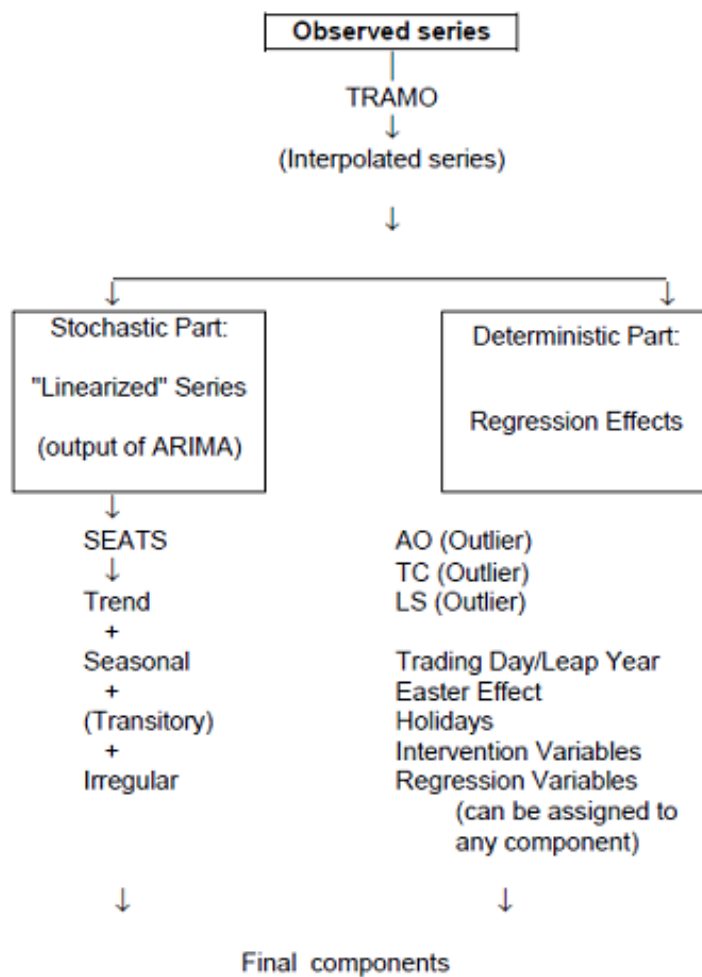 Observed series
TRAMO
(Interpolated series)
Stochastic Part:
"Linearized" Series
(output of ARIMA)
Deterministic Part:
Regression Effects
SEATS
Trend
+
Seasonal
+
(Transitory)
+
Irregular
AO (Outlier)
TC (Outlier)
LS (Outlier)
Trading Day/Leap Year
Easter Effect
Holidays
Intervention Variables
Regression Variables
(can be assigned to
any component)
Final components